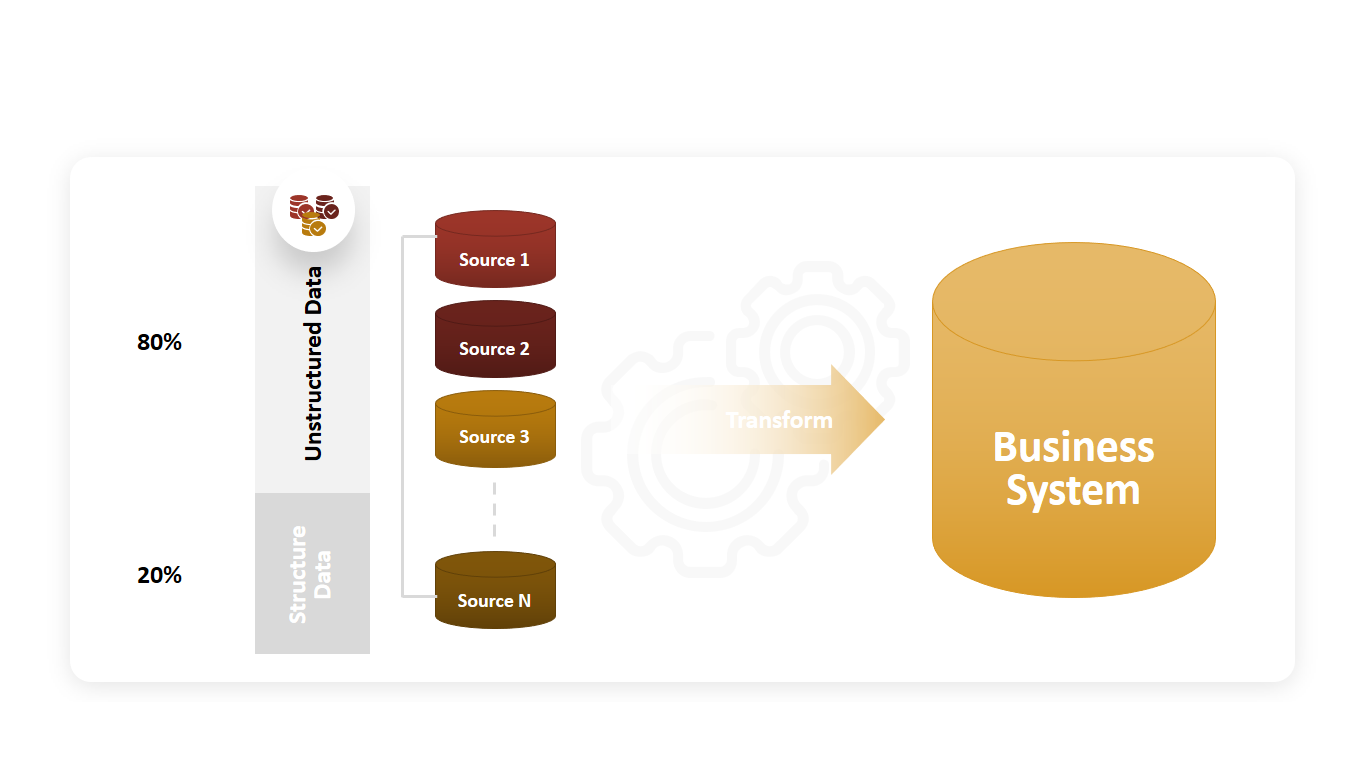 80%
Unstructured Data
20%
Structure
Data
Source 1
Source 2
Source 3
Source N
Transform
Business
System